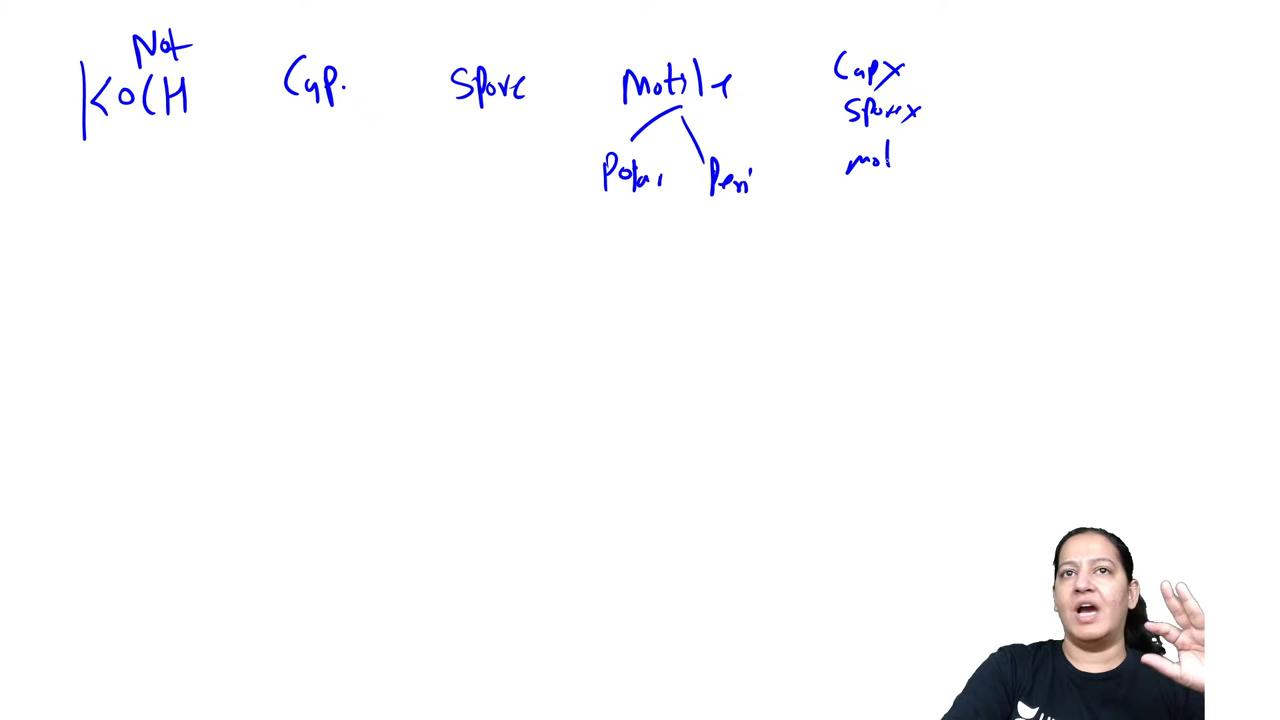 Not
KOCH
Cap.
Spore
Motile
Polar
Peri
Cap x
Spore x
mol